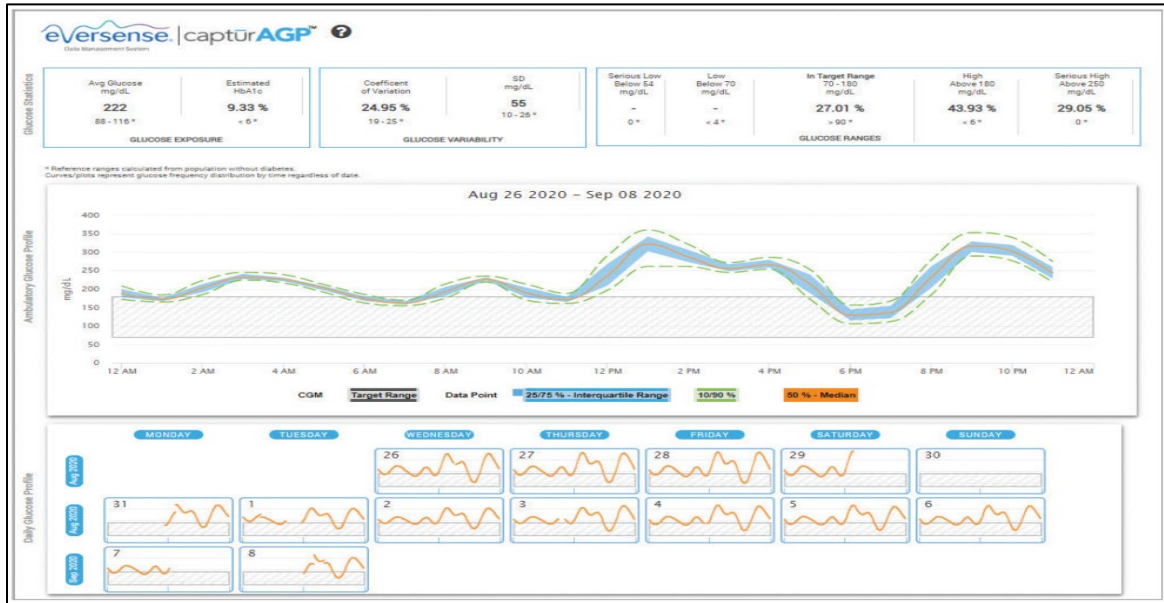 eversense. | captūrAGP™ ?
Data Management System
Glucose Statistics
Avg Glucose
mg/dL
222
88 - 116 *
Estimated
HbA1c
9.33 %
< 6 *
GLUCOSE EXPOSURE
Coefficent
of Variation
24.95 %
19 - 25 *
SD
mg/dL
55
10 - 26 *
GLUCOSE VARIABILITY
Serious Low
Below 54
mg/dL
-
0 *
Low
Below 70
mg/dL
-
< 4 *
In Target Range
70 - 180
mg/dL
27.01 %
> 90 *
High
Above 180
mg/dL
43.93 %
< 6 *
Serious High
Above 250
mg/dL
29.05 %
0 *
GLUCOSE RANGES
* Reference ranges calculated from population without diabetes.
Curves/plots represent glucose frequency distribution by time regardless of date.
Ambulatory Glucose Profile
Aug 26 2020 – Sep 08 2020
mg/dL
400
350
300
250
200
150
100
50
0
12 AM 2 AM 4 AM 6 AM 8 AM 10 AM 12 PM 2 PM 4 PM 6 PM 8 PM 10 PM 12 AM
CGM Target Range Data Point 25/75 % - Interquartile Range 10/90 % 50 % - Median
Daily Glucose Profile
MONDAY TUESDAY WEDNESDAY THURSDAY FRIDAY SATURDAY SUNDAY
Aug 2020
26 27 28 29 30
Aug 2020
31 1 2 3 4 5 6
Sep 2020
7 8